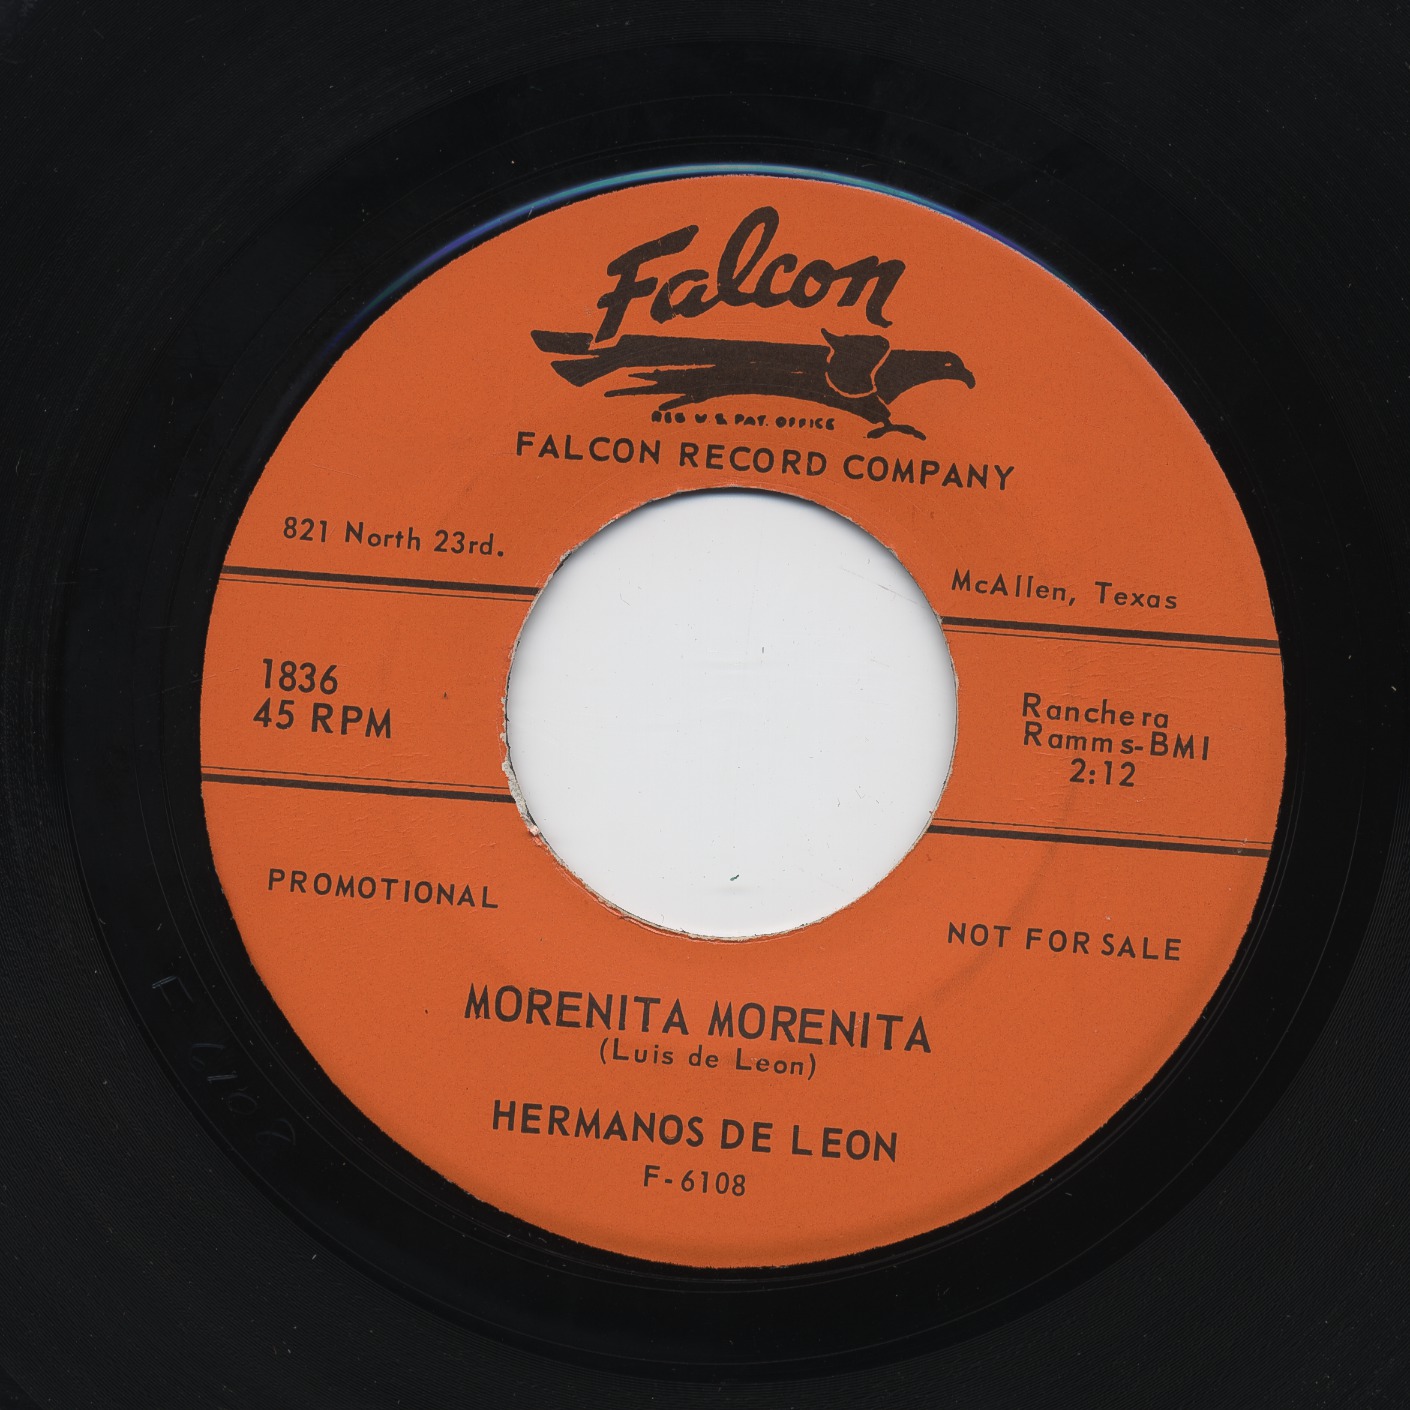 Falcon
REG U S PAT. OFFICE
FALCON RECORD COMPANY
821 North 23rd.
McAllen, Texas
1836
45 RPM
Ranchera
Ramms-BMI
2:12
PROMOTIONAL
NOT FOR SALE
MORENITA MORENITA
(Luis de Leon)
HERMANOS DE LEON
F-6108
F 6108